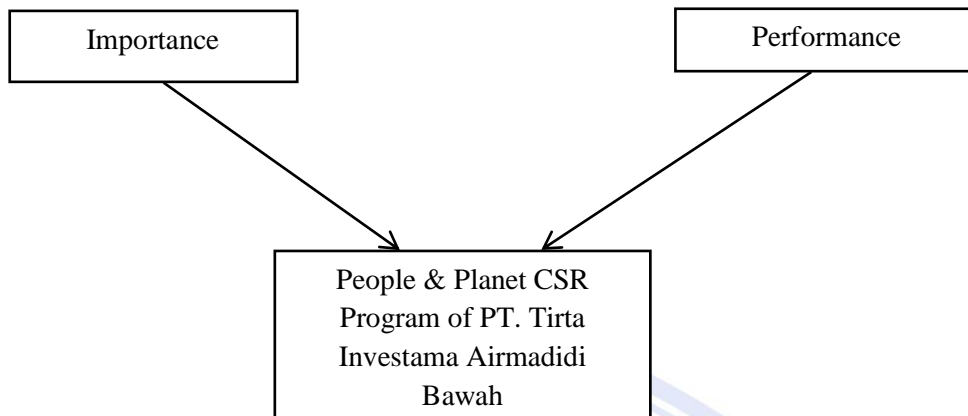 Importance
Performance
People & Planet CSR
Program of PT. Tirta
Investama Airmadidi
Bawah